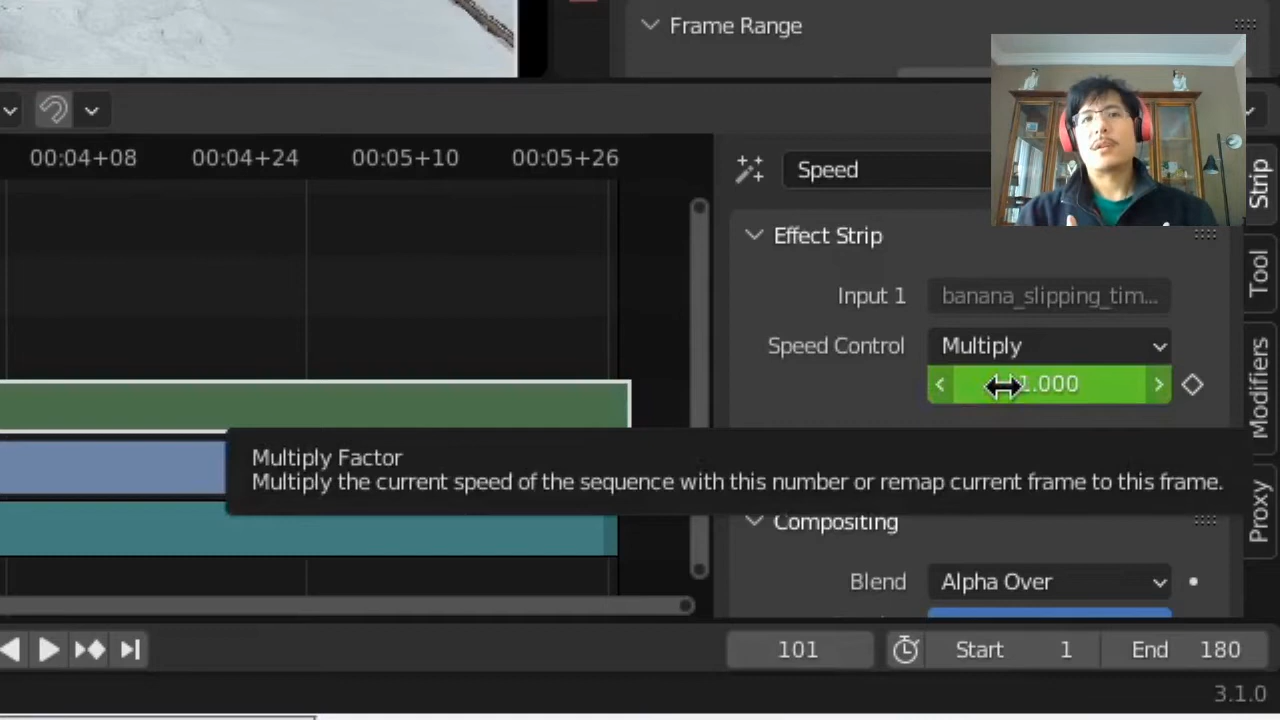 Frame Range
00:04+08 00:04+24 00:05+10 00:05+26
Speed
Strip
Effect Strip
Tool
Input 1 banana_slipping_tim...
Speed Control Multiply
1.000
Modifiers
Multiply Factor
Multiply the current speed of the sequence with this number or remap current frame to this frame.
Proxy
Compositing
Blend Alpha Over
101 Start 1 End 180
3.1.0